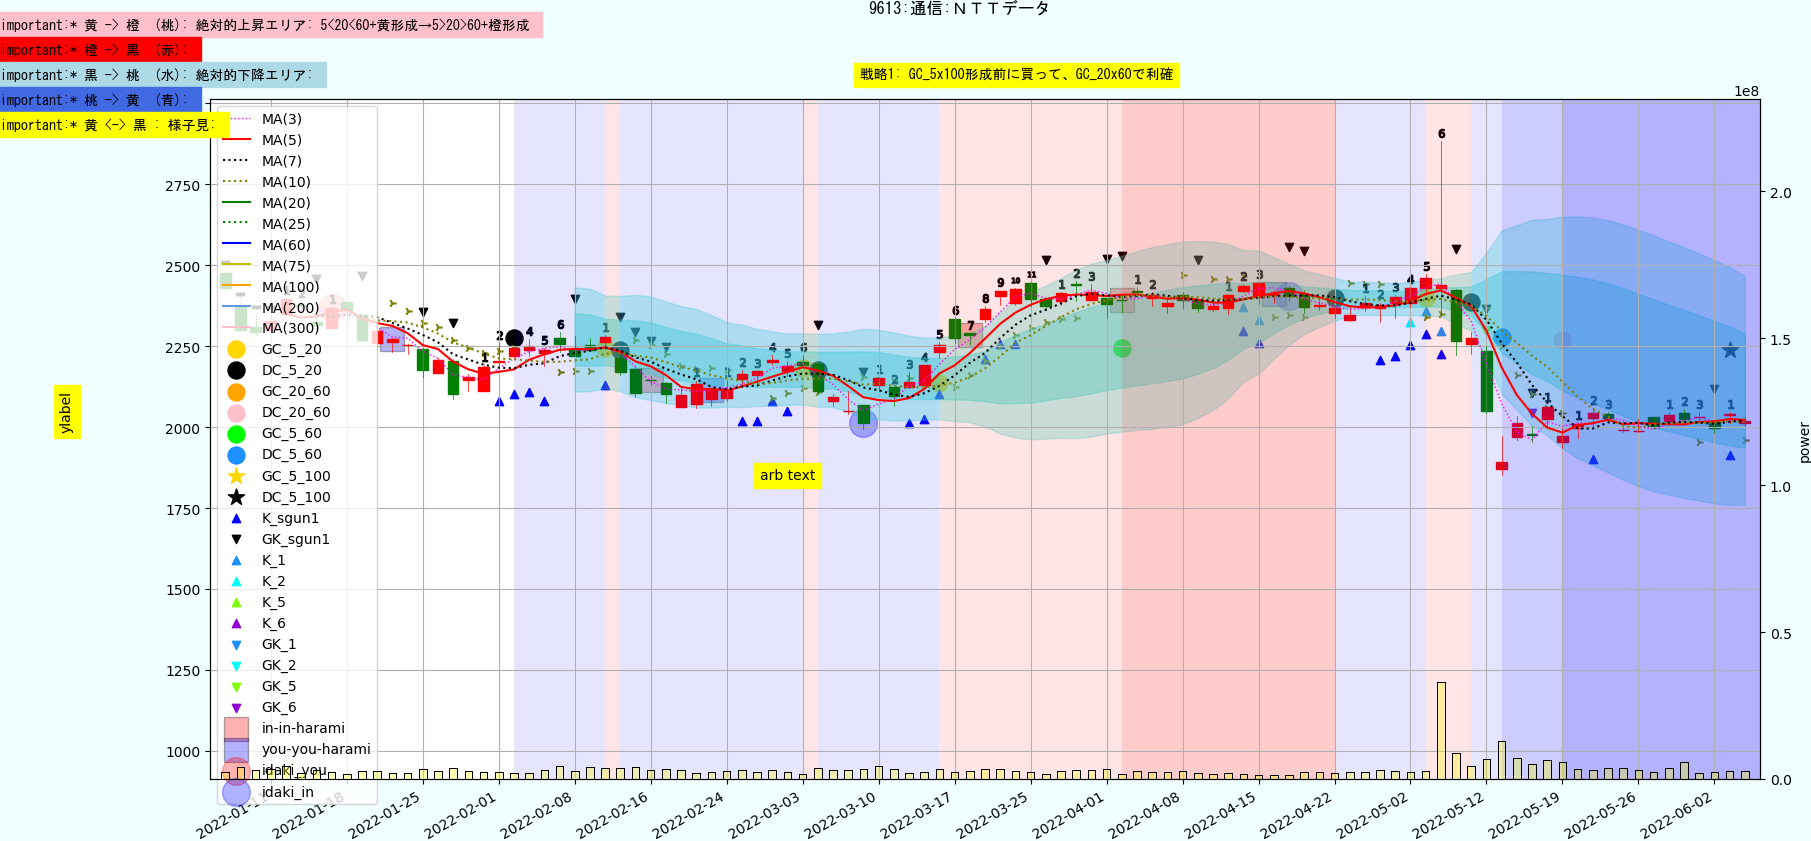 9613:通信:ＮＴＴデータ
important:* 黄 -> 橙 (桃): 絶対的上昇エリア: 5<20<60+黄形成→5>20>60+橙形成
important:* 橙 -> 黒 (赤):
important:* 黒 -> 桃 (水): 絶対的下降エリア:
戦略1: GC_5x100形成前に買って、GC_20x60で利確
important:* 桃 -> 黄 (青):
important:* 黄 <-> 黒 : 様子見:
1e8
MA(3)
MA(5)
MA(7)
MA(10)
MA(20)
MA(25)
MA(60)
MA(75)
MA(100)
MA(200)
MA(300)
GC_5_20
DC_5_20
GC_20_60
DC_20_60
GC_5_60
DC_5_60
GC_5_100
DC_5_100
K_sgun1
GK_sgun1
K_1
K_2
K_5
K_6
GK_1
GK_2
GK_5
GK_6
in-in-harami
you-you-harami
idaki_you
idaki_in
2750
2500
2250
2000
1750
1500
1250
1000
ylabel
arb text
2.0
1.5
1.0
0.5
0.0
power
2022-01-18
2022-01-25
2022-02-01
2022-02-08
2022-02-16
2022-02-24
2022-03-03
2022-03-10
2022-03-17
2022-03-25
2022-04-01
2022-04-08
2022-04-15
2022-04-22
2022-05-02
2022-05-12
2022-05-19
2022-05-26
2022-06-02